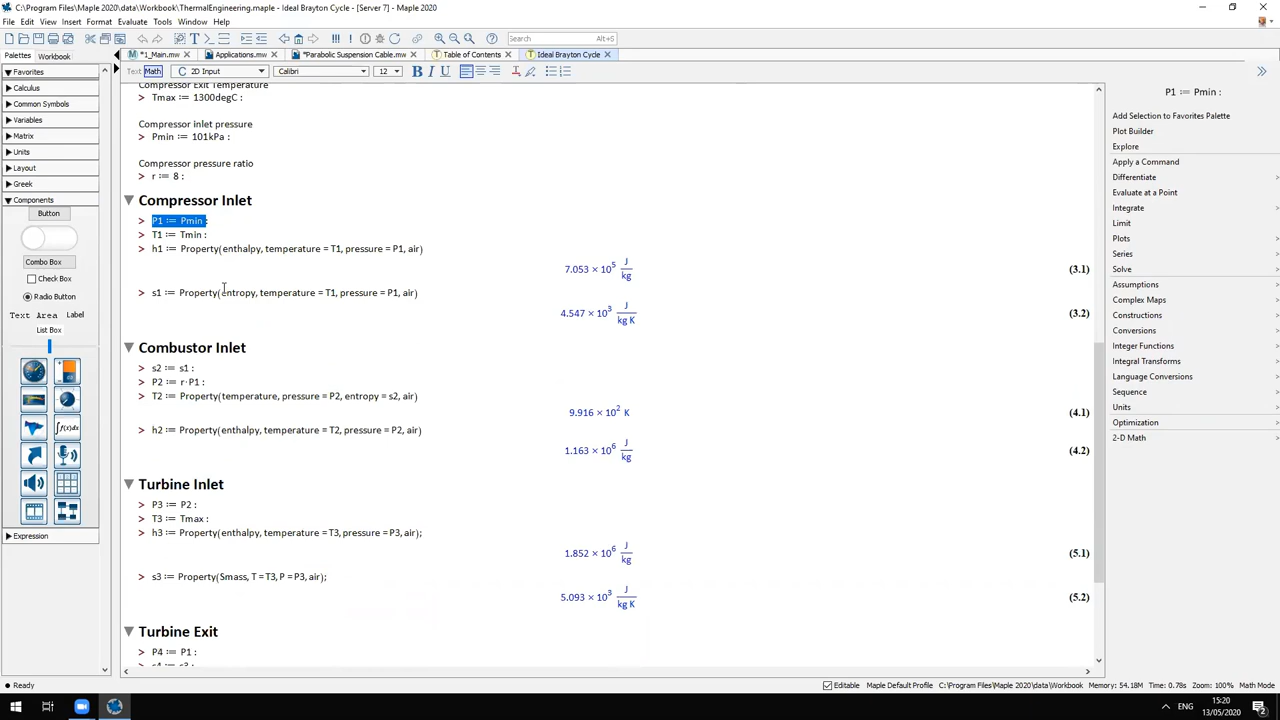 C:\Program Files\Maple 2020\data\Workbook\ThermalEngineering.maple - Ideal Brayton Cycle - [Server 7] - Maple 2020
File Edit View Insert Format Evaluate Tools Window Help
Search Alt+S
Palettes Workbook
*1_Main.mw Applications.mw *Parabolic Suspension Cable.mw Table of Contents Ideal Brayton Cycle
Text Math C 2D Input Calibri 12 B I U
Favorites
Calculus
Common Symbols
Variables
Matrix
Units
Layout
Greek
Components
Button
Combo Box
Check Box
Radio Button
Text Area Label
List Box
Expression
Compressor Exit Temperature
> Tmax := 1300degC :
Compressor inlet pressure
> Pmin := 101kPa :
Compressor pressure ratio
> r := 8 :
Compressor Inlet
> P1 := Pmin :
> T1 := Tmin :
> h1 := Property(enthalpy, temperature = T1, pressure = P1, air)
7.053 × 10^5 J/kg (3.1)
> s1 := Property(entropy, temperature = T1, pressure = P1, air)
4.547 × 10^3 J/(kg K) (3.2)
Combustor Inlet
> s2 := s1 :
> P2 := r·P1 :
> T2 := Property(temperature, pressure = P2, entropy = s2, air)
9.916 × 10^2 K (4.1)
> h2 := Property(enthalpy, temperature = T2, pressure = P2, air)
1.163 × 10^6 J/kg (4.2)
Turbine Inlet
> P3 := P2 :
> T3 := Tmax :
> h3 := Property(enthalpy, temperature = T3, pressure = P3, air);
1.852 × 10^6 J/kg (5.1)
> s3 := Property(Smass, T = T3, P = P3, air);
5.093 × 10^3 J/(kg K) (5.2)
Turbine Exit
> P4 := P1 :
> s4 := s3 :
P1 := Pmin :
Add Selection to Favorites Palette
Plot Builder
Explore
Apply a Command
Differentiate
Evaluate at a Point
Integrate
Limit
Plots
Series
Solve
Assumptions
Complex Maps
Constructions
Conversions
Integer Functions
Integral Transforms
Language Conversions
Sequence
Units
Optimization
2-D Math
Ready
Editable Maple Default Profile C:\Program Files\Maple 2020\data\Workbook Memory: 54.18M Time: 0.78s Zoom: 100% Math Mode
ENG
15:20
13/05/2020
2